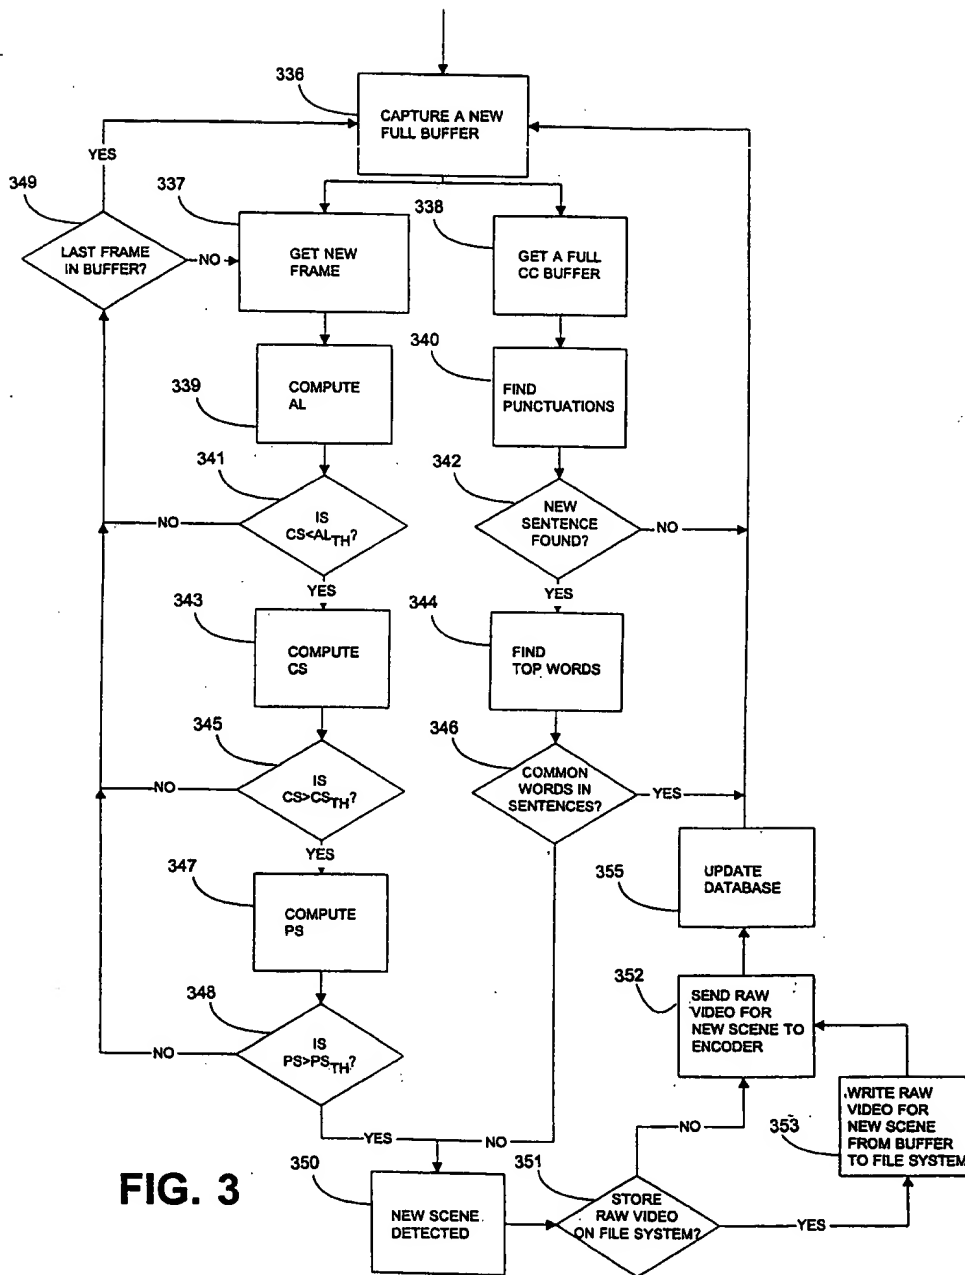 336
CAPTURE A NEW
FULL BUFFER
YES
349
LAST FRAME
IN BUFFER?
NO
337
GET NEW
FRAME
338
GET A FULL
CC BUFFER
339
COMPUTE
AL
340
FIND
PUNCTUATIONS
341
IS
CS<ALTH?
NO
YES
342
NEW
SENTENCE
FOUND?
NO
YES
343
COMPUTE
CS
344
FIND
TOP WORDS
345
IS
CS>CSTH?
NO
YES
346
COMMON
WORDS IN
SENTENCES?
YES
347
COMPUTE
PS
355
UPDATE
DATABASE
348
IS
PS>PSTH?
NO
YES
NO
352
SEND RAW
VIDEO FOR
NEW SCENE TO
ENCODER
353
WRITE RAW
VIDEO FOR
NEW SCENE
FROM BUFFER
TO FILE SYSTEM
350
NEW SCENE
DETECTED
351
STORE
RAW VIDEO
ON FILE SYSTEM?
NO
YES
FIG. 3